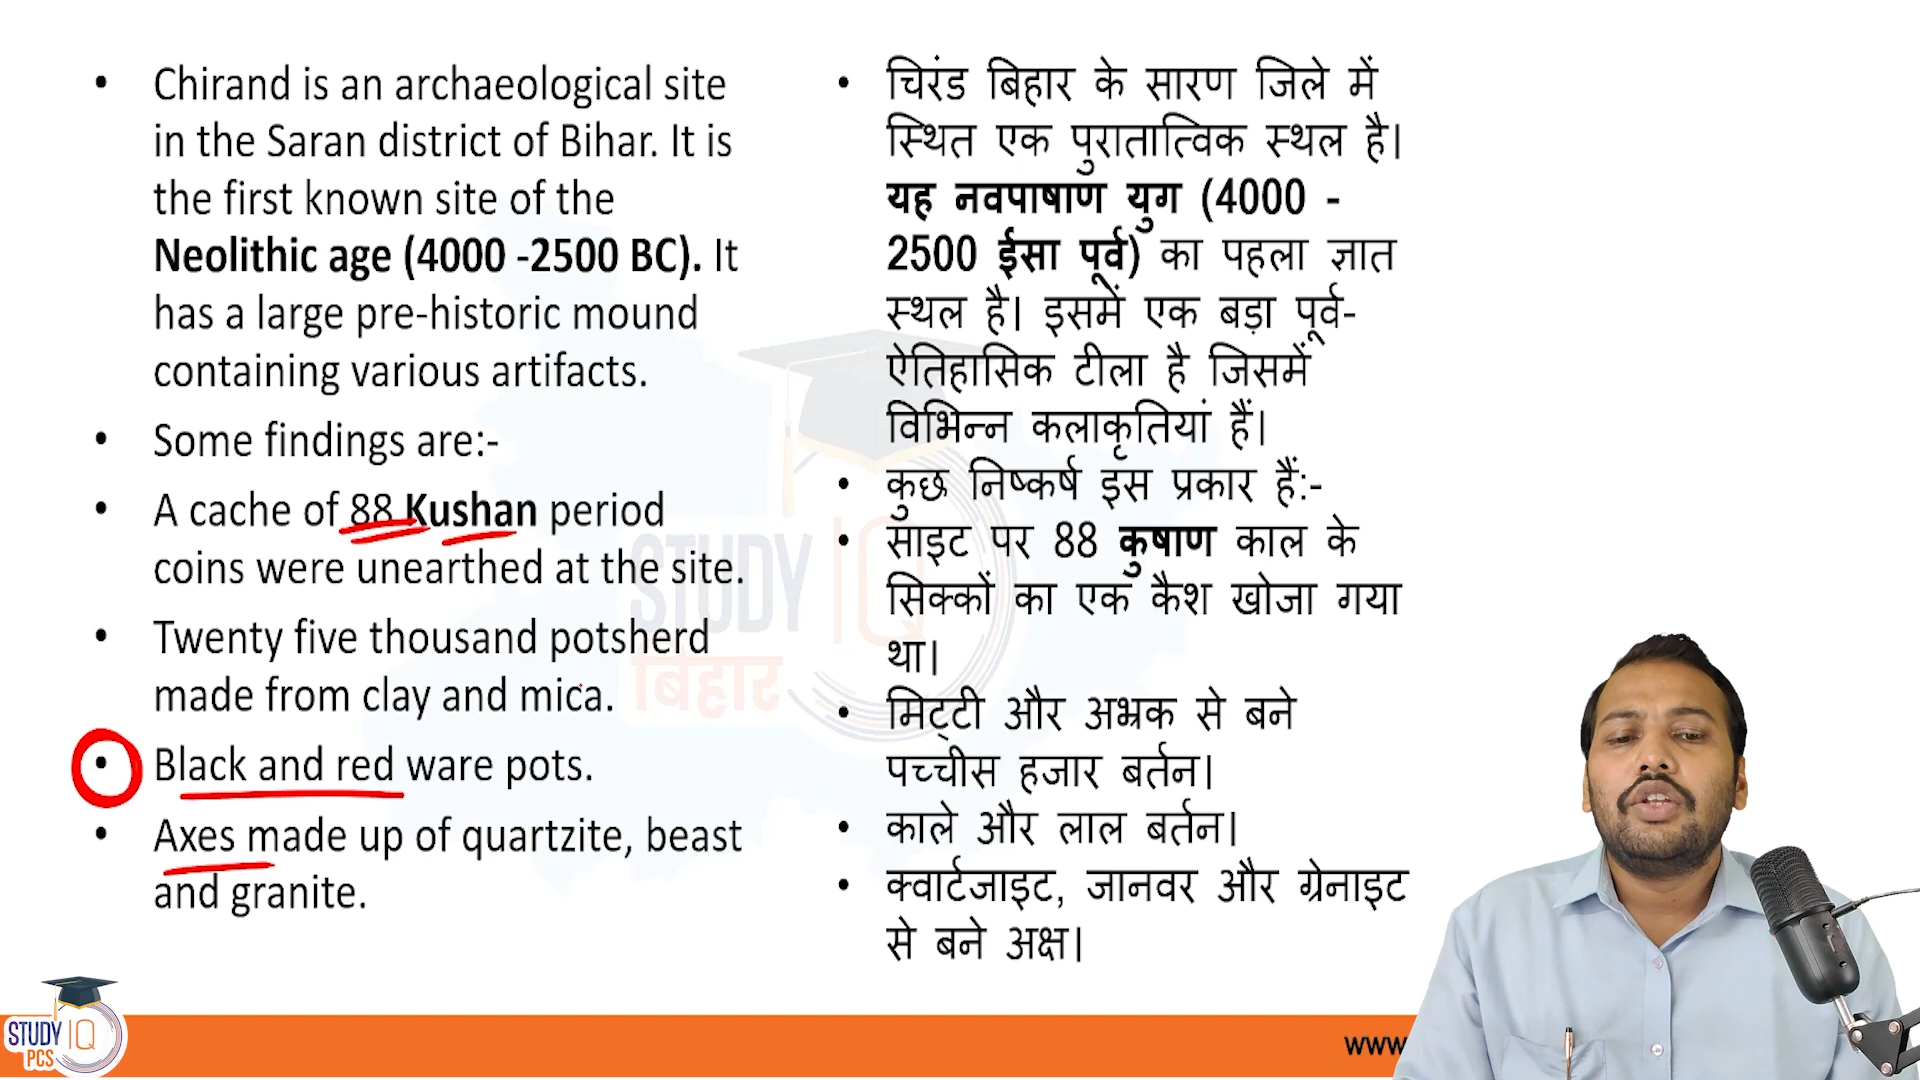 • Chirand is an archaeological site
in the Saran district of Bihar. It is
the first known site of the
Neolithic age (4000 -2500 BC). It
has a large pre-historic mound
containing various artifacts.
• Some findings are:-
• A cache of 88 Kushan period
coins were unearthed at the site.
• Twenty five thousand potsherd
made from clay and mica.
• Black and red ware pots.
• Axes made up of quartzite, beast
and granite.
• चिरंड बिहार के सारण जिले में
स्थित एक पुरातात्विक स्थल है।
यह नवपाषाण युग (4000 -
2500 ईसा पूर्व) का पहला ज्ञात
स्थल है। इसमें एक बड़ा पूर्व-
ऐतिहासिक टीला है जिसमें
विभिन्न कलाकृतियां हैं।
• कुछ निष्कर्ष इस प्रकार हैं:-
• साइट पर 88 कुषाण काल के
सिक्कों का एक कैश खोजा गया
था।
• मिट्टी और अभ्रक से बने
पच्चीस हजार बर्तन।
• काले और लाल बर्तन।
• क्वार्टजाइट, जानवर और ग्रेनाइट
से बने अक्ष।
STUDY IQ
बिहार
STUDY IQ
PCS
www